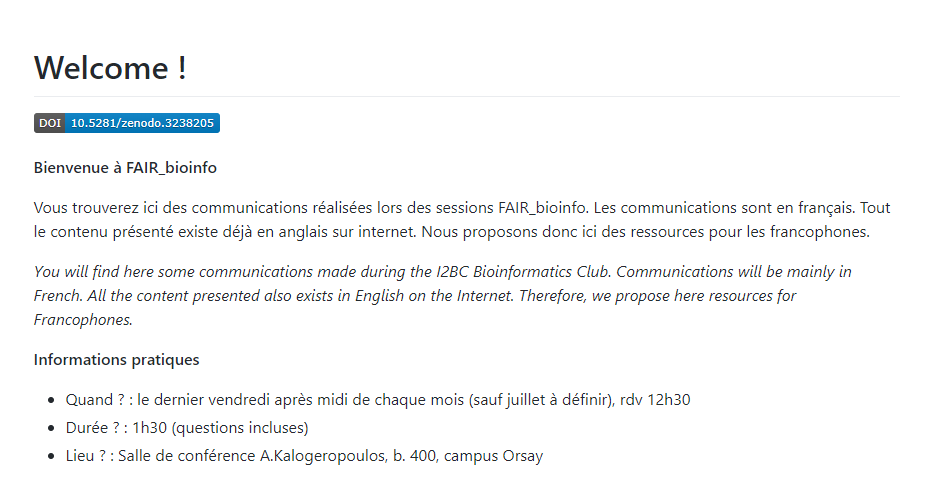 Welcome !
DOI 10.5281/zenodo.3238205
Bienvenue à FAIR_bioinfo
Vous trouverez ici des communications réalisées lors des sessions FAIR_bioinfo. Les communications sont en français. Tout
le contenu présenté existe déjà en anglais sur internet. Nous proposons donc ici des ressources pour les francophones.
You will find here some communications made during the I2BC Bioinformatics Club. Communications will be mainly in
French. All the content presented also exists in English on the Internet. Therefore, we propose here resources for
Francophones.
Informations pratiques
• Quand ? : le dernier vendredi après midi de chaque mois (sauf juillet à définir), rdv 12h30
• Durée ? : 1h30 (questions incluses)
• Lieu ? : Salle de conférence A.Kalogeropoulos, b. 400, campus Orsay